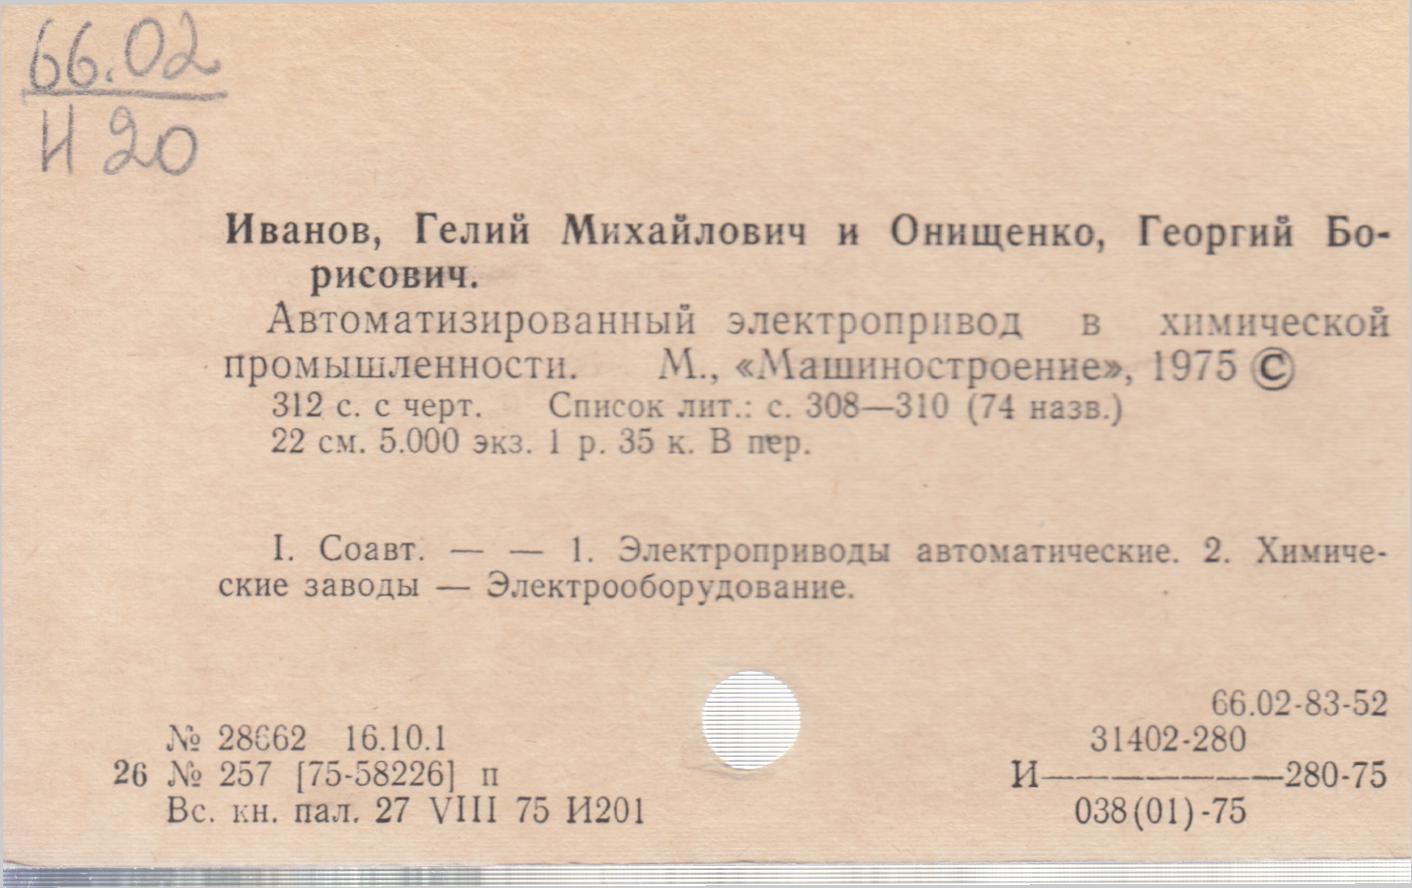 66.02
И 20
Иванов, Гелий Михайлович и Онищенко, Георгий Бо-
рисович.
Автоматизированный электропривод в химической
промышленности. М., «Машиностроение», 1975 ©
312 с. с черт. Список лит.: с. 308—310 (74 назв.)
22 см. 5.000 экз. 1 р. 35 к. В пер.
I. Соавт. — — 1. Электроприводы автоматические. 2. Химиче-
ские заводы — Электрооборудование.
66.02-83-52
№ 28662 16.10.1
31402-280
26 № 257 [75-58226] п
И———————280-75
Вс. кн. пал. 27 VIII 75 И201
038(01)-75